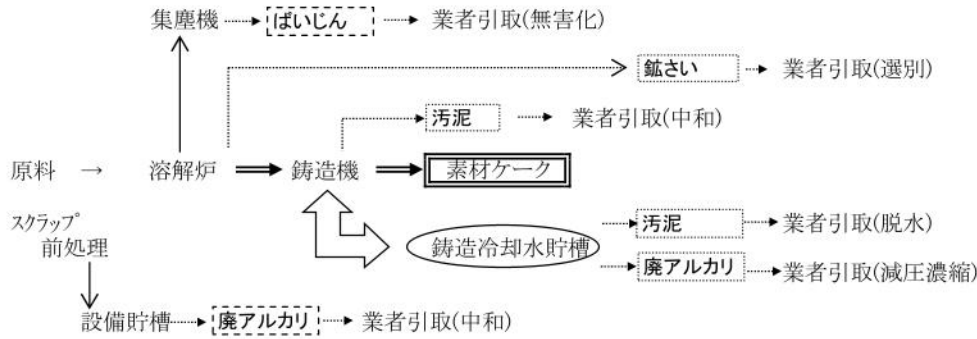 集塵機 ばいじん 業者引取(無害化)
鉱さい 業者引取(選別)
汚泥 業者引取(中和)
原料 → 溶解炉 鋳造機 素材ケーク
スクラップ
前処理
鋳造冷却水貯槽
汚泥 業者引取(脱水)
廃アルカリ 業者引取(減圧濃縮)
設備貯槽 廃アルカリ 業者引取(中和)